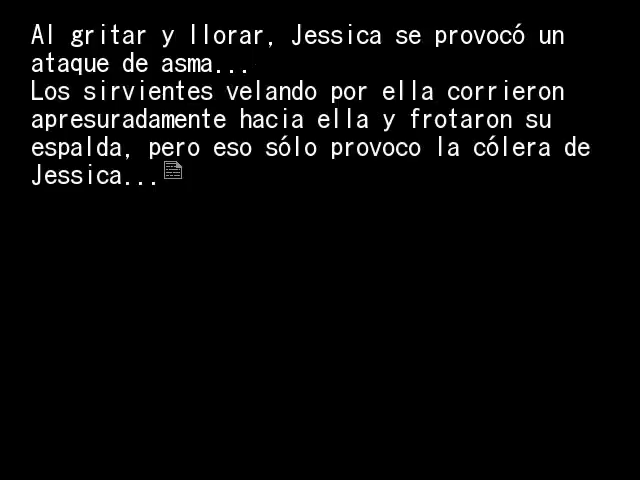 Al gritar y llorar, Jessica se provocó un
ataque de asma...
Los sirvientes velando por ella corrieron
apresuradamente hacia ella y frotaron su
espalda, pero eso sólo provoco la cólera de
Jessica...